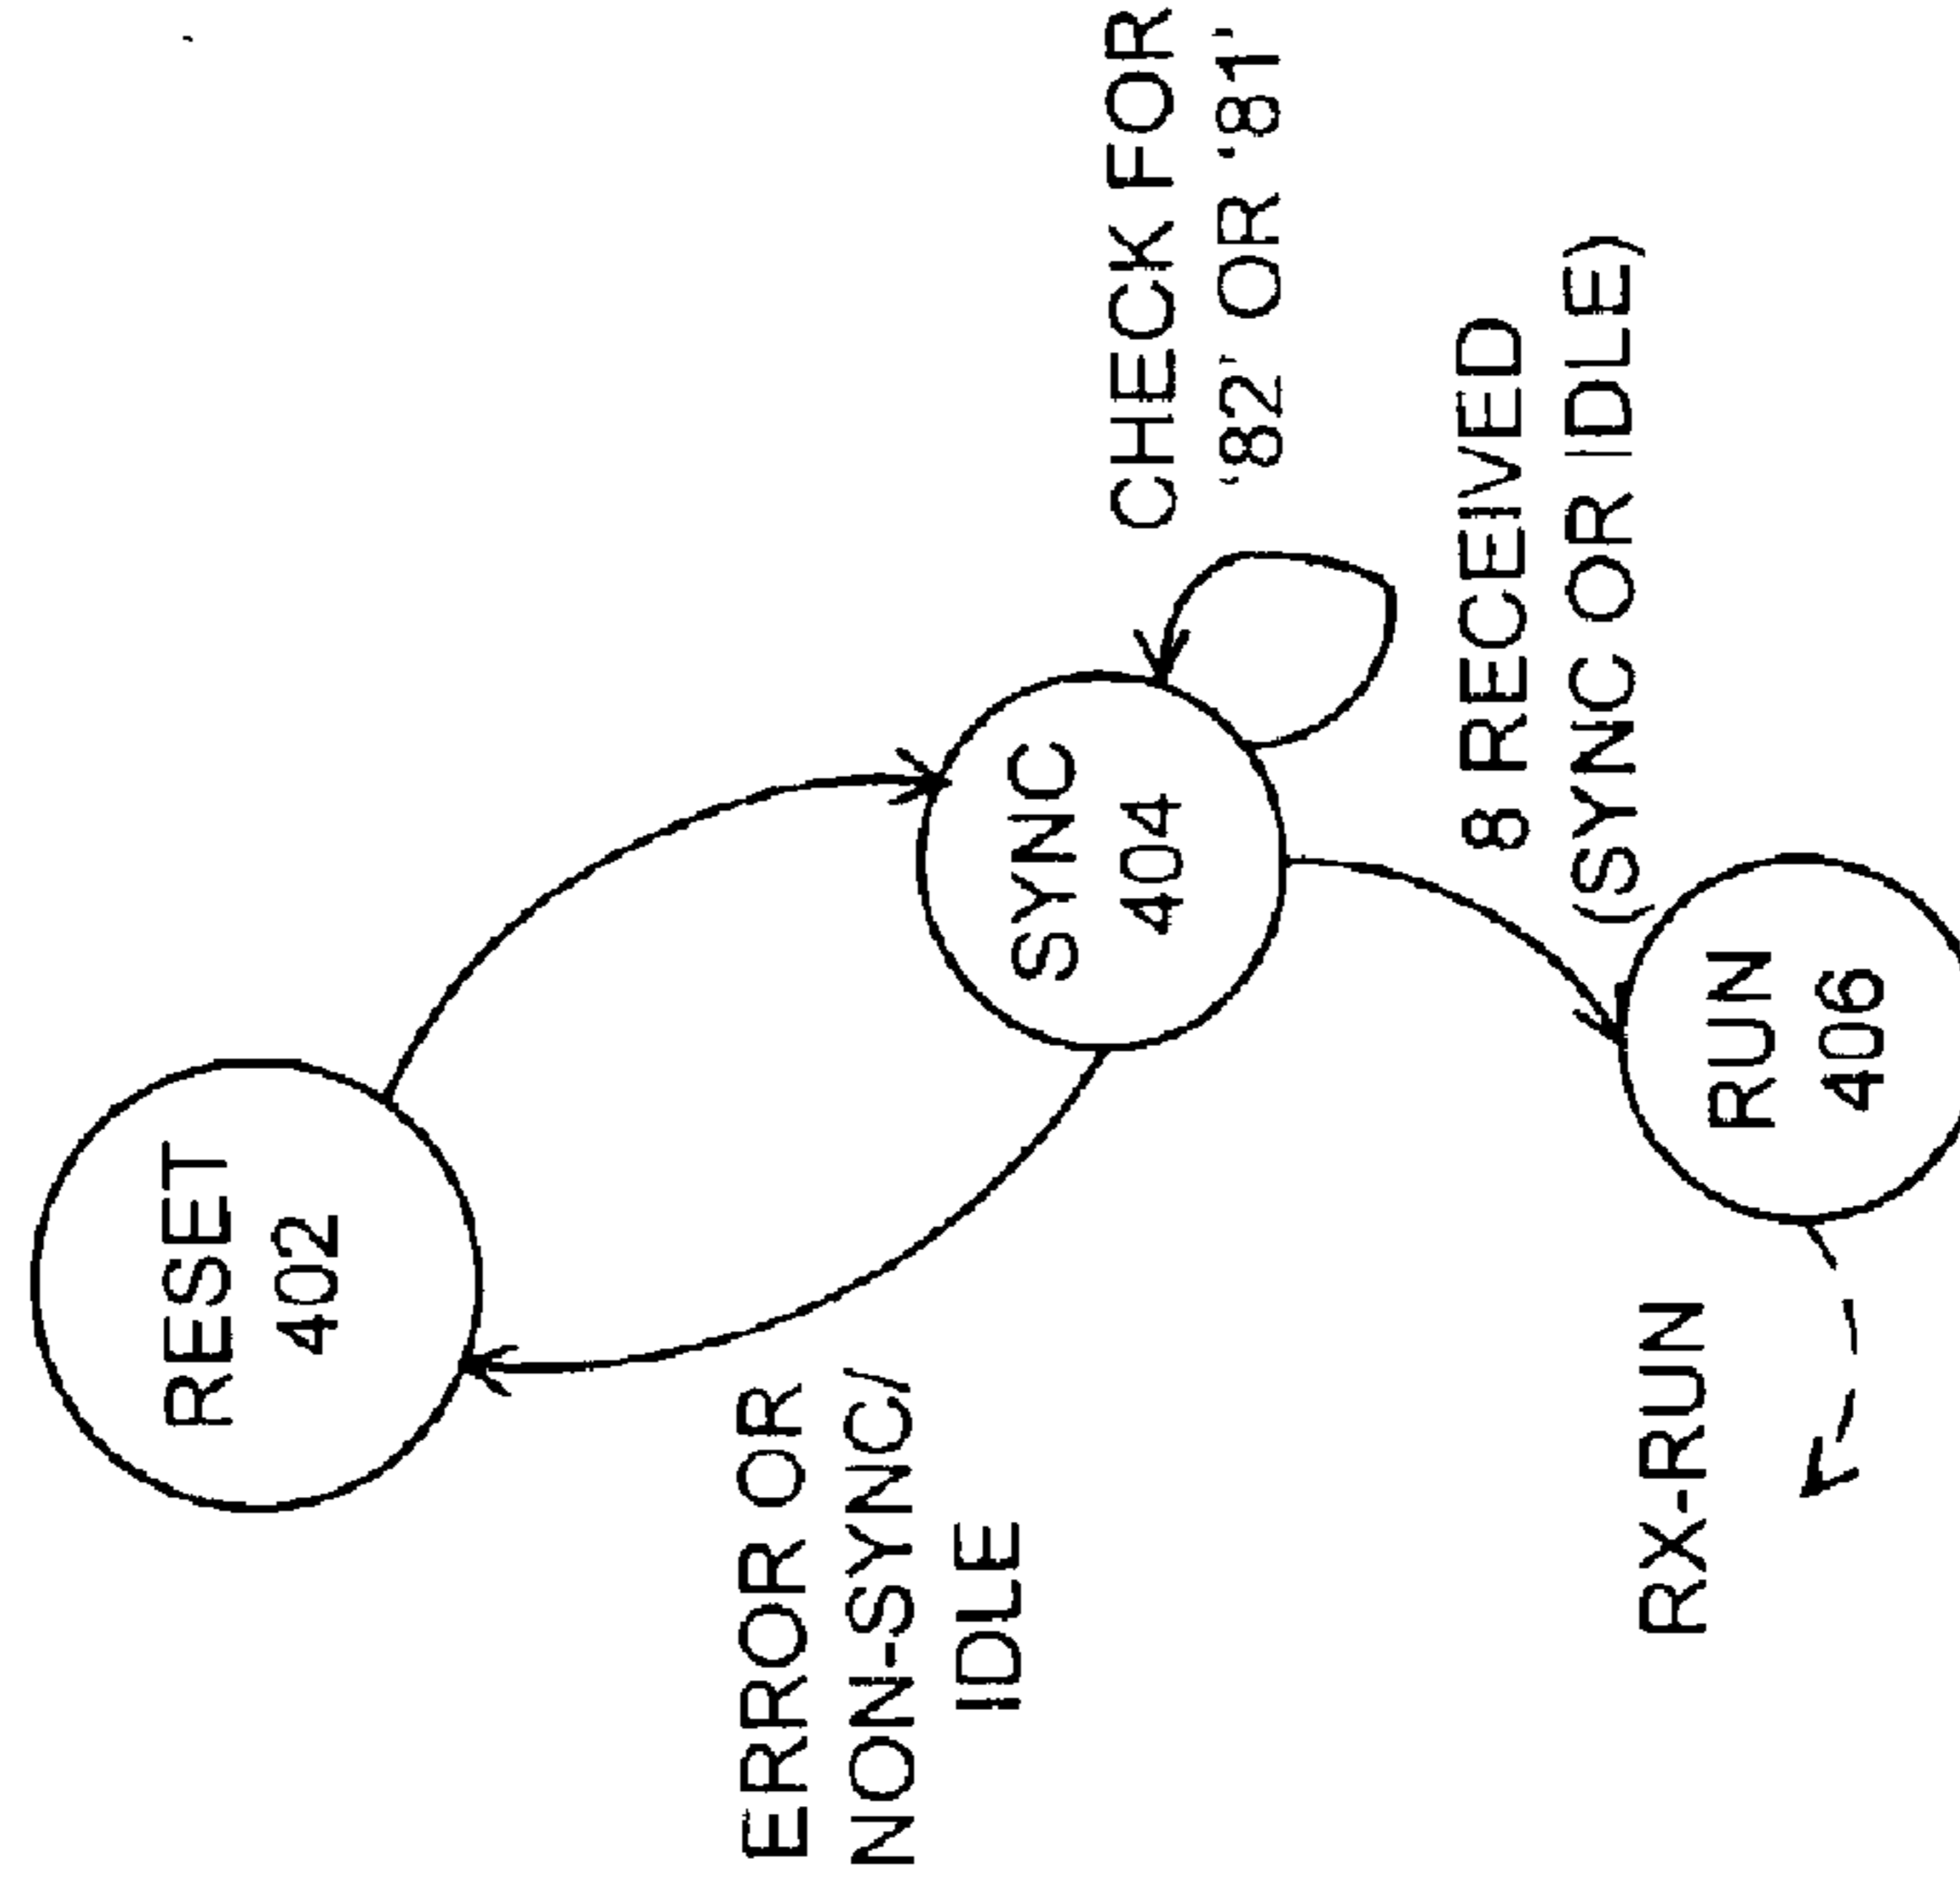 RESET
402
CHECK FOR
'82' OR '81'
SYNC
404
ERROR OR
NON-SYNC/
IDLE
8 RECEIVED
(SYNC OR IDLE)
RUN
406
RX-RUN